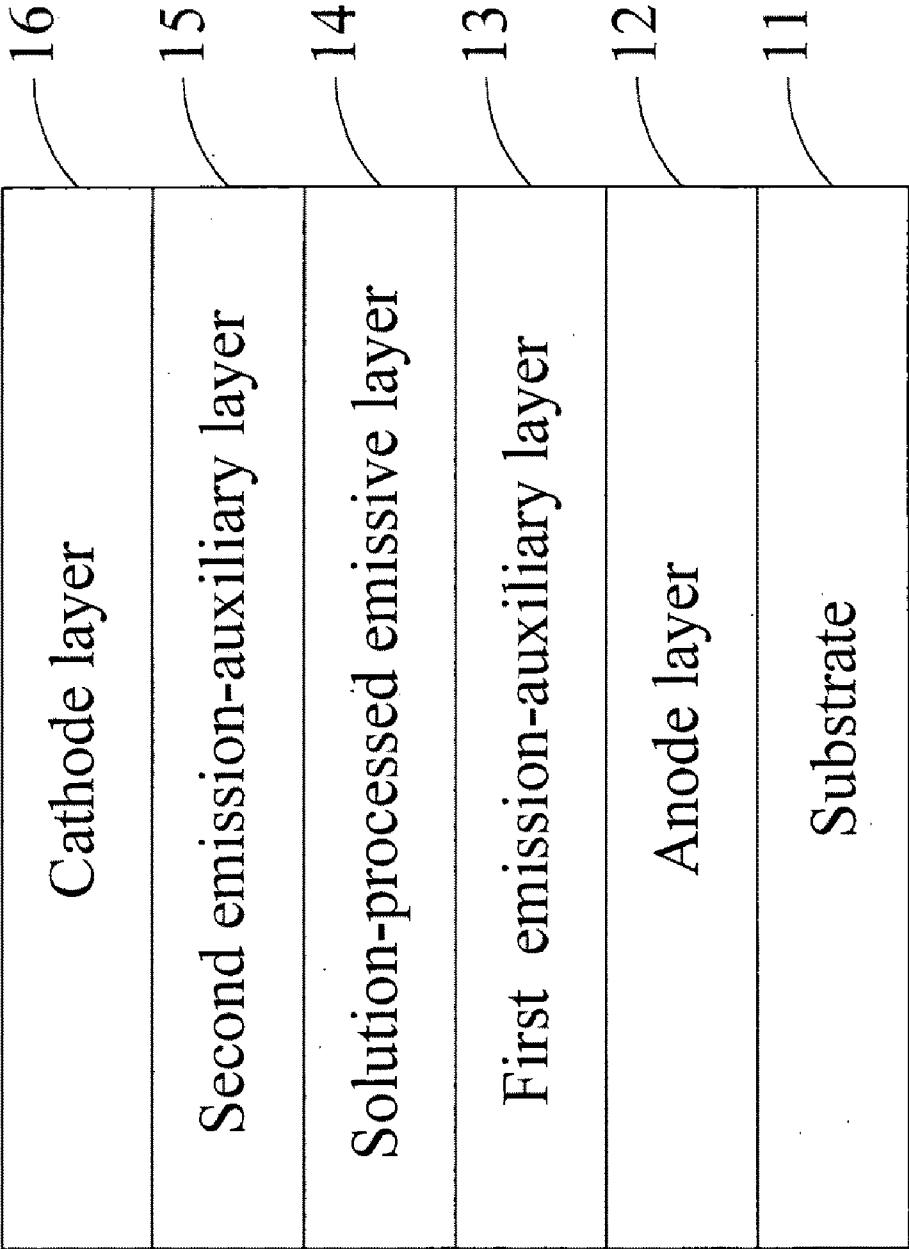 Cathode layer 16
Second emission-auxiliary layer 15
Solution-processed emissive layer 14
First emission-auxiliary layer 13
Anode layer 12
Substrate 11